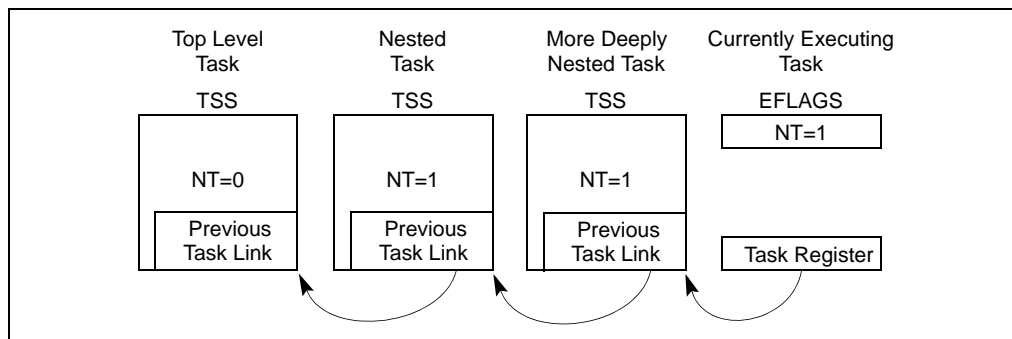 Top Level
Task
Nested
Task
More Deeply
Nested Task
Currently Executing
Task
TSS
TSS
TSS
EFLAGS
NT=1
NT=0
NT=1
NT=1
Previous
Task Link
Previous
Task Link
Previous
Task Link
Task Register